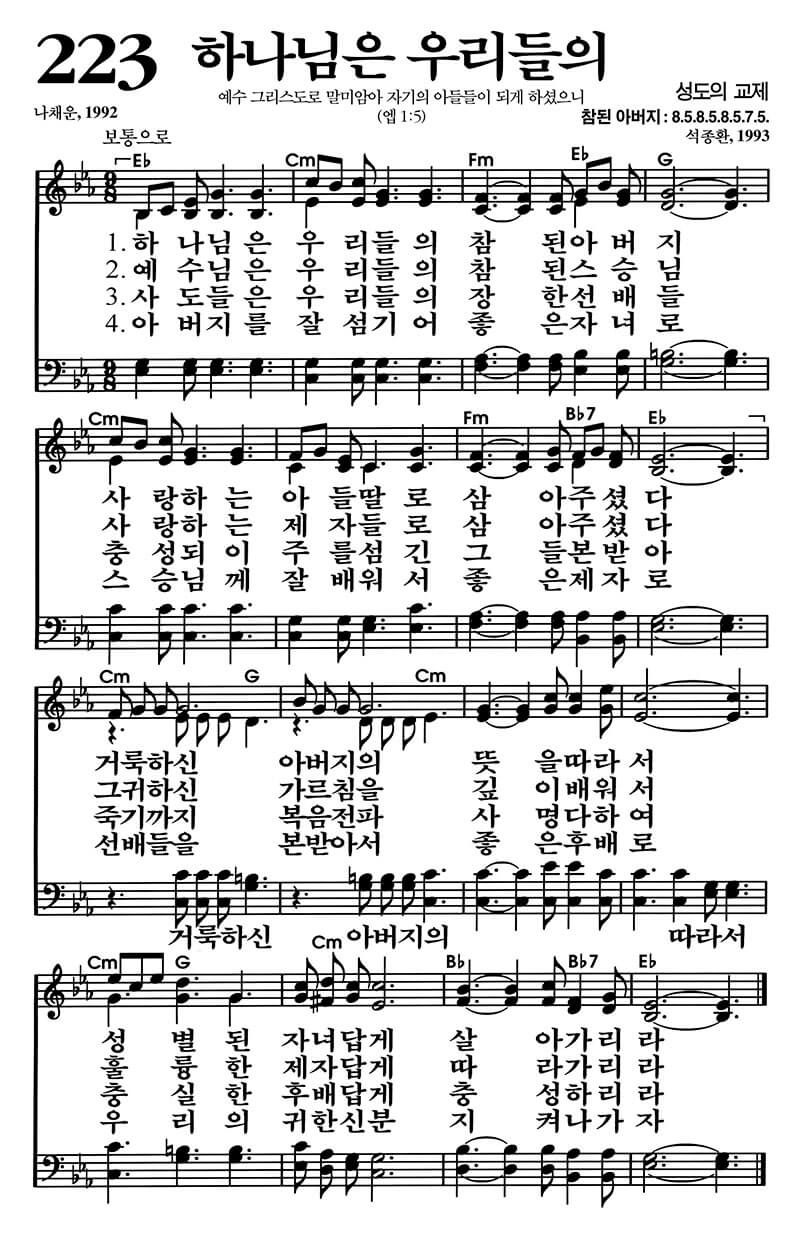 223 하나님은 우리들의
예수 그리스도로 말미암아 자기의 아들들이 되게 하셨으니
(엡 1:5)
성도의 교제
나채운, 1992
참된 아버지 : 8.5.8.5.8.5.7.5.
보통으로
석종환, 1993
E♭ Cm Fm E♭ G
9/8
1. 하 나님 은 우 리들 의 참 된아 버 지
2. 예 수님 은 우 리들 의 참 된스 승 님
3. 사 도들 은 우 리들 의 장 한선 배 들
4. 아 버지 를 잘 섬기 어 좋 은자 녀 로
9/8
Cm Fm B♭7 E♭
사 랑하 는 아 들딸 로 삼 아주 셨 다
사 랑하 는 제 자들 로 삼 아주 셨 다
충 성되 이 주 를섬 긴 그 들본 받 아
스 승님 께 잘 배워 서 좋 은제 자 로
Cm G Cm
거룩하신 아버지의 뜻 을따라 서
그귀하신 가르침을 깊 이배워 서
죽기까지 복음전파 사 명다하 여
선배들을 본받아서 좋 은후배 로
거룩하신 아버지의 따라서
Cm G Cm B♭ B♭7 E♭
성 별 된 자녀답게 살 아가 리 라
훌 륭 한 제자답게 따 라가 리 라
충 실 한 후배답게 충 성하 리 라
우 리 의 귀한신분 지 켜나 가 자